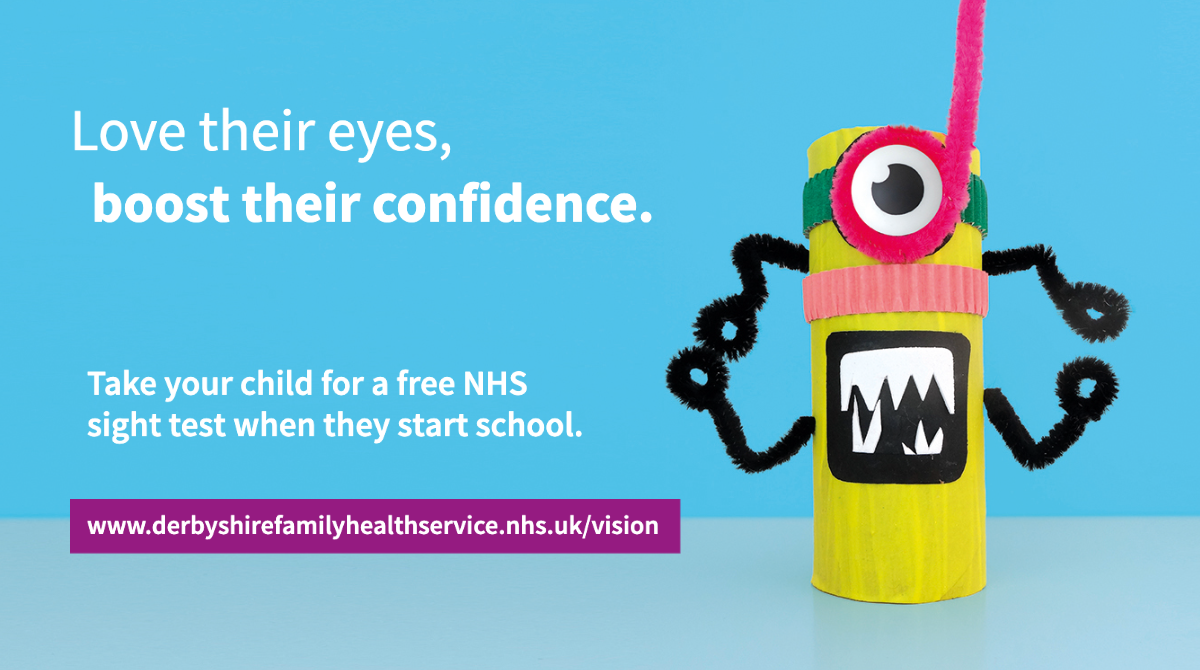 Love their eyes,
boost their confidence.
Take your child for a free NHS
sight test when they start school.
www.derbyshirefamilyhealthservice.nhs.uk/vision